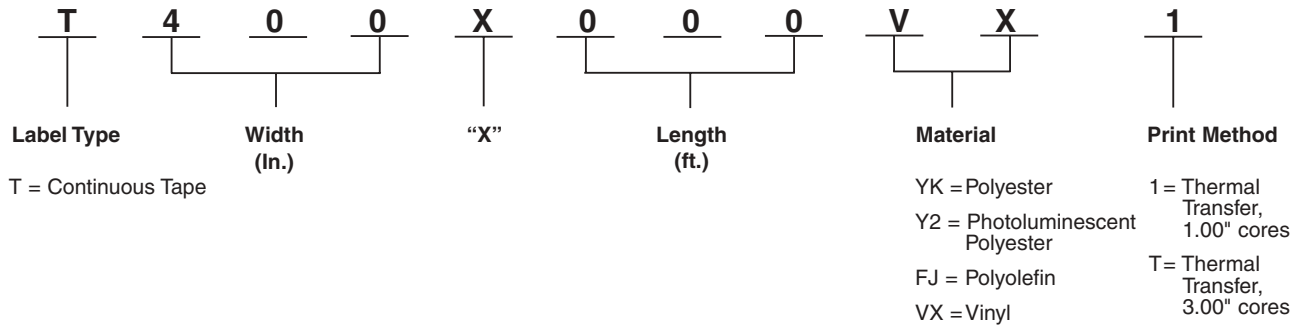 T 4 0 0 X 0 0 0 V X 1
Label Type
Width
(In.)
“X”
Length
(ft.)
Material
Print Method
T = Continuous Tape
YK = Polyester
Y2 = Photoluminescent
Polyester
FJ = Polyolefin
VX = Vinyl
1 = Thermal
Transfer,
1.00" cores
T = Thermal
Transfer,
3.00" cores